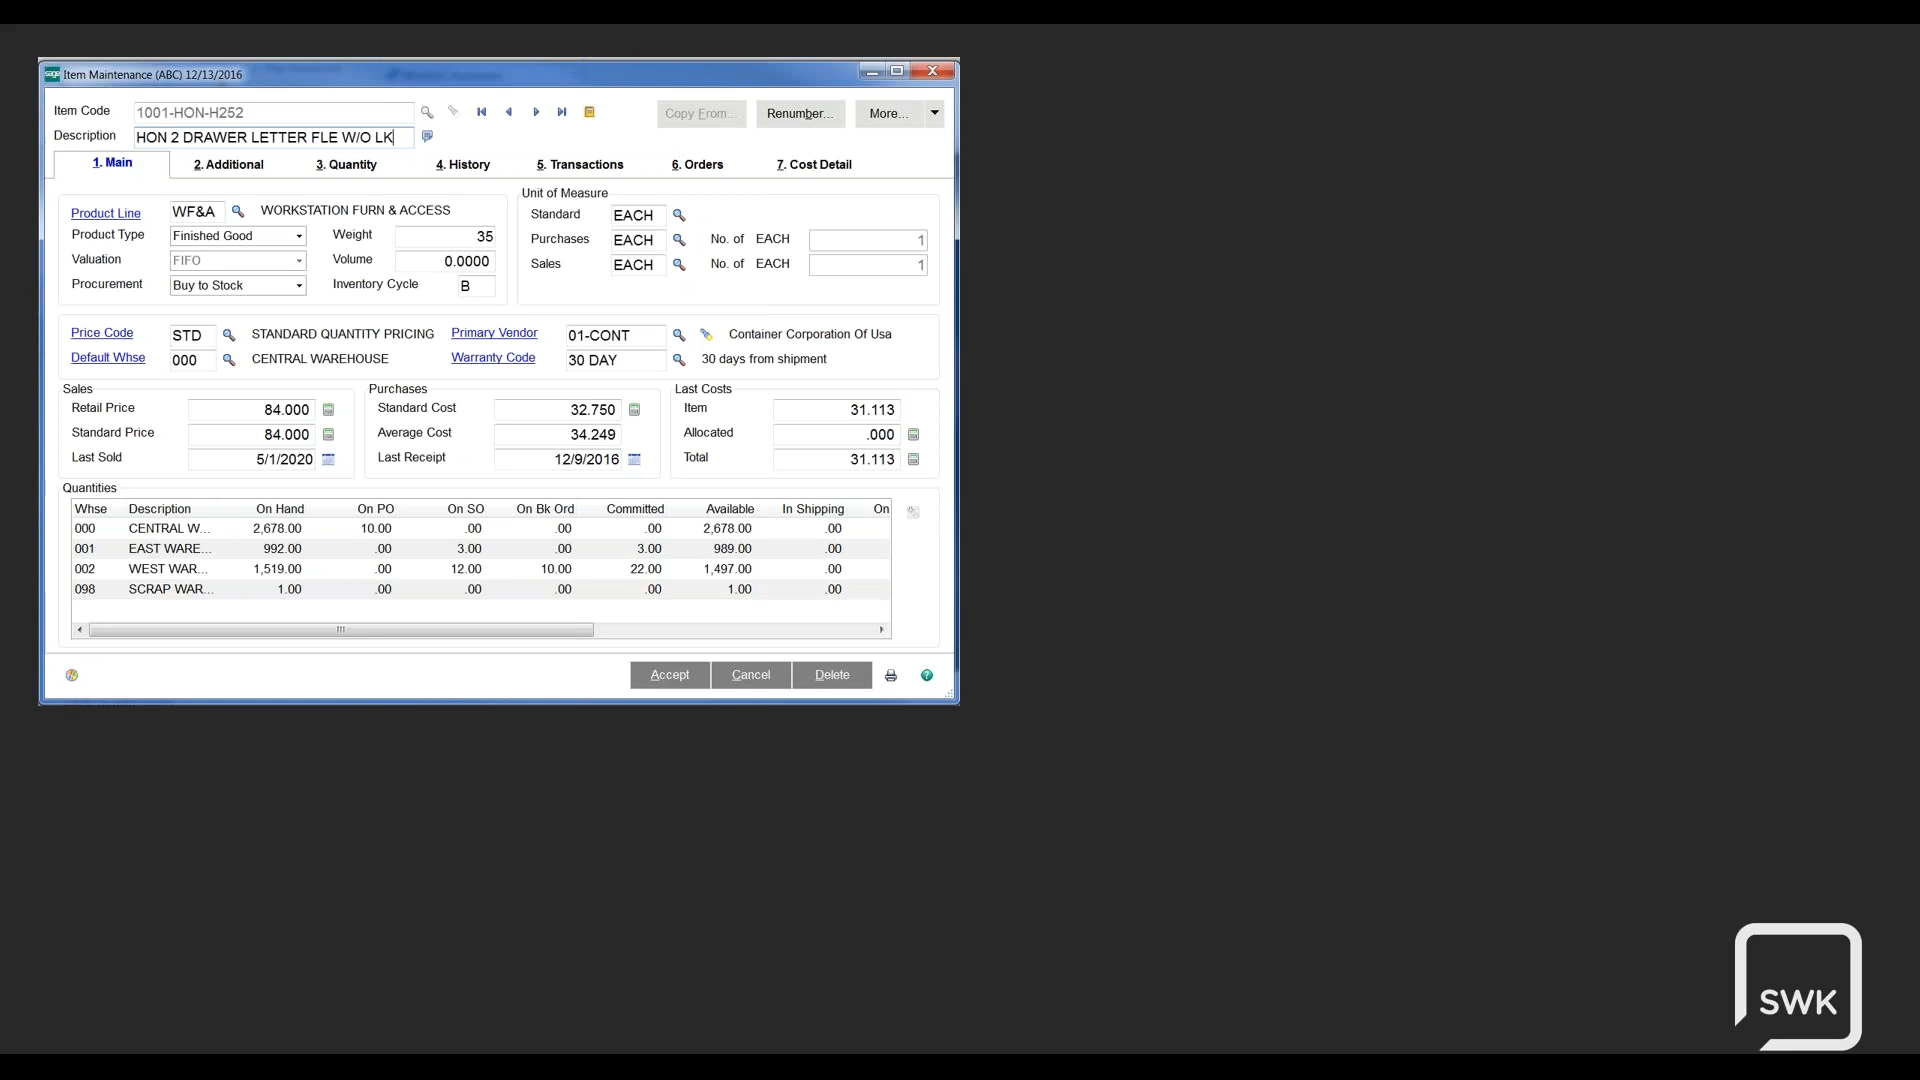 Item Maintenance (ABC) 12/13/2016
Item Code 1001-HON-H252 Copy From... Renumber... More...
Description HON 2 DRAWER LETTER FLE W/O LK
1. Main 2. Additional 3. Quantity 4. History 5. Transactions 6. Orders 7. Cost Detail
Unit of Measure
Product Line WF&A WORKSTATION FURN & ACCESS Standard EACH
Product Type Finished Good Weight 35 Purchases EACH No. of EACH 1
Valuation FIFO Volume 0.0000 Sales EACH No. of EACH 1
Procurement Buy to Stock Inventory Cycle B
Price Code STD STANDARD QUANTITY PRICING Primary Vendor 01-CONT Container Corporation Of Usa
Default Whse 000 CENTRAL WAREHOUSE Warranty Code 30 DAY 30 days from shipment
Sales Purchases Last Costs
Retail Price 84.000 Standard Cost 32.750 Item 31.113
Standard Price 84.000 Average Cost 34.249 Allocated .000
Last Sold 5/1/2020 Last Receipt 12/9/2016 Total 31.113
Quantities
Whse Description On Hand On PO On SO On Bk Ord Committed Available In Shipping On
000 CENTRAL W... 2,678.00 10.00 .00 .00 .00 2,678.00 .00
001 EAST WARE... 992.00 .00 3.00 .00 3.00 989.00 .00
002 WEST WAR... 1,519.00 .00 12.00 10.00 22.00 1,497.00 .00
098 SCRAP WAR... 1.00 .00 .00 .00 .00 1.00 .00
Accept Cancel Delete
SWK